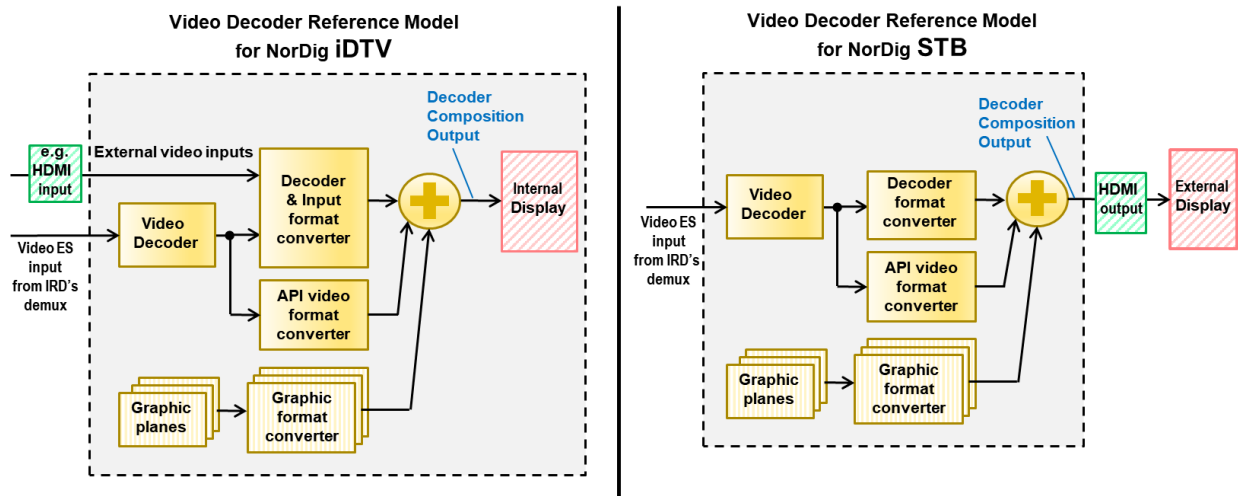 Video Decoder Reference Model
for NorDig iDTV
Decoder
Composition
Output
e.g.
HDMI
input
External video inputs
Decoder
& Input
format
converter
Internal
Display
Video
Decoder
Video ES
input
from IRD's
demux
API video
format
converter
Graphic
planes
Graphic
format
converter
Video Decoder Reference Model
for NorDig STB
Decoder
Composition
Output
Video
Decoder
Decoder
format
converter
HDMI
output
External
Display
Video ES
input
from IRD's
demux
API video
format
converter
Graphic
planes
Graphic
format
converter